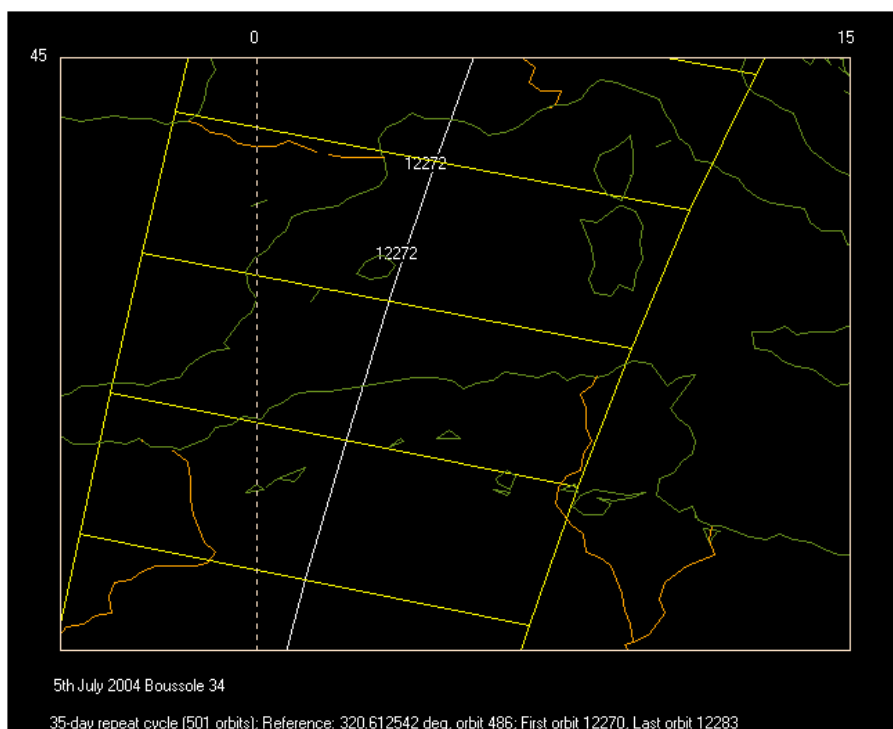 0 15
45
12272
12272
5th July 2004 Boussole 34
35-day repeat cycle (501 orbits); Reference: 320.612542 deg, orbit 486; First orbit 12270, Last orbit 12283